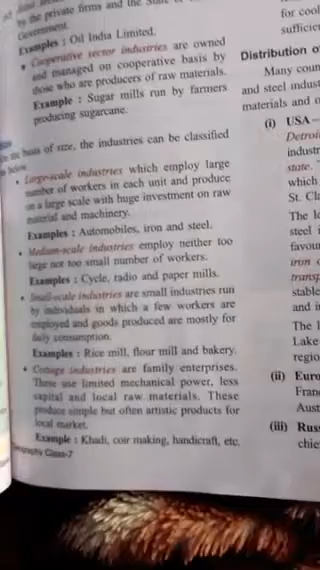 by the private firms and the State or
Government.
Examples : Oil India Limited.
• Cooperative sector industries are owned
and managed on cooperative basis by
those who are producers of raw materials.
Example : Sugar mills run by farmers
producing sugarcane.
the basis of size, the industries can be classified
below.
• Large-scale industries which employ large
number of workers in each unit and produce
on a large scale with huge investment on raw
material and machinery.
Examples : Automobiles, iron and steel.
• Medium-scale industries employ neither too
large nor too small number of workers.
Examples : Cycle, radio and paper mills.
• Small-scale industries are small industries run
by individuals in which a few workers are
employed and goods produced are mostly for
daily consumption.
Examples : Rice mill, flour mill and bakery.
• Cottage industries are family enterprises.
These use limited mechanical power, less
capital and local raw materials. These
produce simple but often artistic products for
local market.
Example : Khadi, coir making, handicraft, etc.
Geography Class-7
for cool
sufficien
Distribution o
Many coun
and steel indust
materials and o
(i) USA –
Detroi
industr
state.
which
St. Cla
The lo
steel i
favou
iron o
transp
stable
and in
The l
Lake
regio
(ii) Euro
Fran
Aust
(iii) Russ
chie